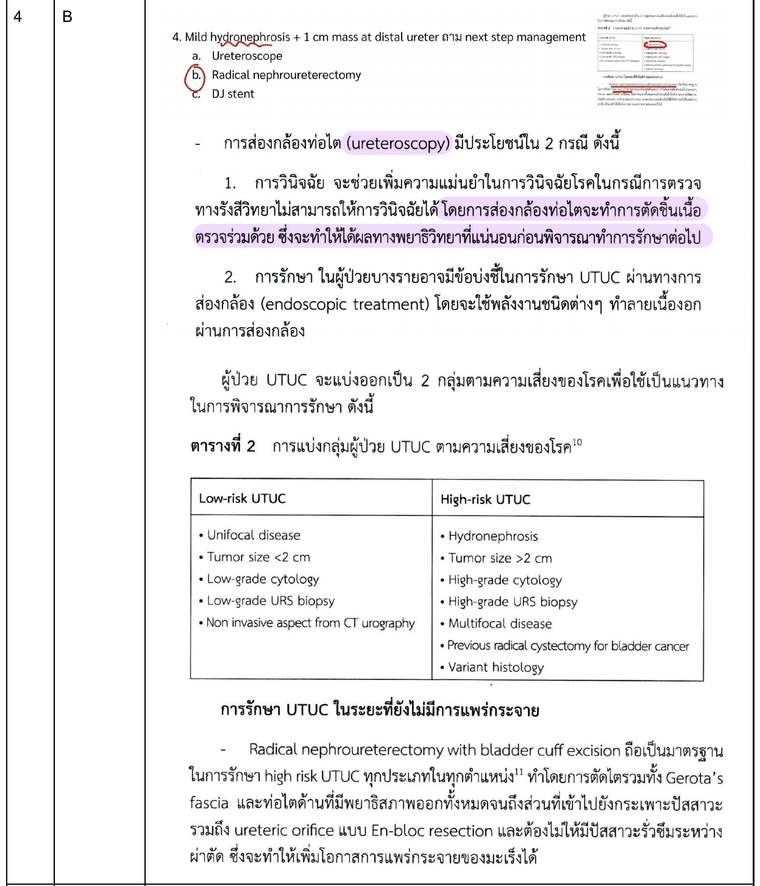 4
B
4. Mild hydronephrosis + 1 cm mass at distal ureter ถาม next step management
a. Ureteroscope
b. Radical nephroureterectomy
c. DJ stent
- การส่องกล้องท่อไต (ureteroscopy) มีประโยชน์ใน 2 กรณี ดังนี้
1. การวินิจฉัย จะช่วยเพิ่มความแม่นยำในการวินิจฉัยโรคในกรณีการตรวจ
ทางรังสีวิทยาไม่สามารถให้การวินิจฉัยได้ โดยการส่องกล้องท่อไตจะทำการตัดชิ้นเนื้อ
ตรวจร่วมด้วย ซึ่งจะทำให้ได้ผลทางพยาธิวิทยาที่แน่นอนก่อนพิจารณาทำการรักษาต่อไป
2. การรักษา ในผู้ป่วยบางรายอาจมีข้อบ่งชี้ในการรักษา UTUC ผ่านทางการ
ส่องกล้อง (endoscopic treatment) โดยจะใช้พลังงานชนิดต่างๆ ทำลายเนื้องอก
ผ่านการส่องกล้อง
ผู้ป่วย UTUC จะแบ่งออกเป็น 2 กลุ่มตามความเสี่ยงของโรคเพื่อใช้เป็นแนวทาง
ในการพิจารณาการรักษา ดังนี้
ตารางที่ 2 การแบ่งกลุ่มผู้ป่วย UTUC ตามความเสี่ยงของโรค¹⁰
Low-risk UTUC
• Unifocal disease
• Tumor size <2 cm
• Low-grade cytology
• Low-grade URS biopsy
• Non invasive aspect from CT urography
High-risk UTUC
• Hydronephrosis
• Tumor size >2 cm
• High-grade cytology
• High-grade URS biopsy
• Multifocal disease
• Previous radical cystectomy for bladder cancer
• Variant histology
การรักษา UTUC ในระยะที่ยังไม่มีการแพร่กระจาย
- Radical nephroureterectomy with bladder cuff excision ถือเป็นมาตรฐาน
ในการรักษา high risk UTUC ทุกประเภทในทุกตำแหน่ง¹¹ ทำโดยการตัดไตรวมทั้ง Gerota's
fascia และท่อไตด้านที่มีพยาธิสภาพออกทั้งหมดจนถึงส่วนที่เข้าไปยังกระเพาะปัสสาวะ
รวมถึง ureteric orifice แบบ En-bloc resection และต้องไม่ให้มีปัสสาวะรั่วซึมระหว่าง
ผ่าตัด ซึ่งจะทำให้เพิ่มโอกาสการแพร่กระจายของมะเร็งได้